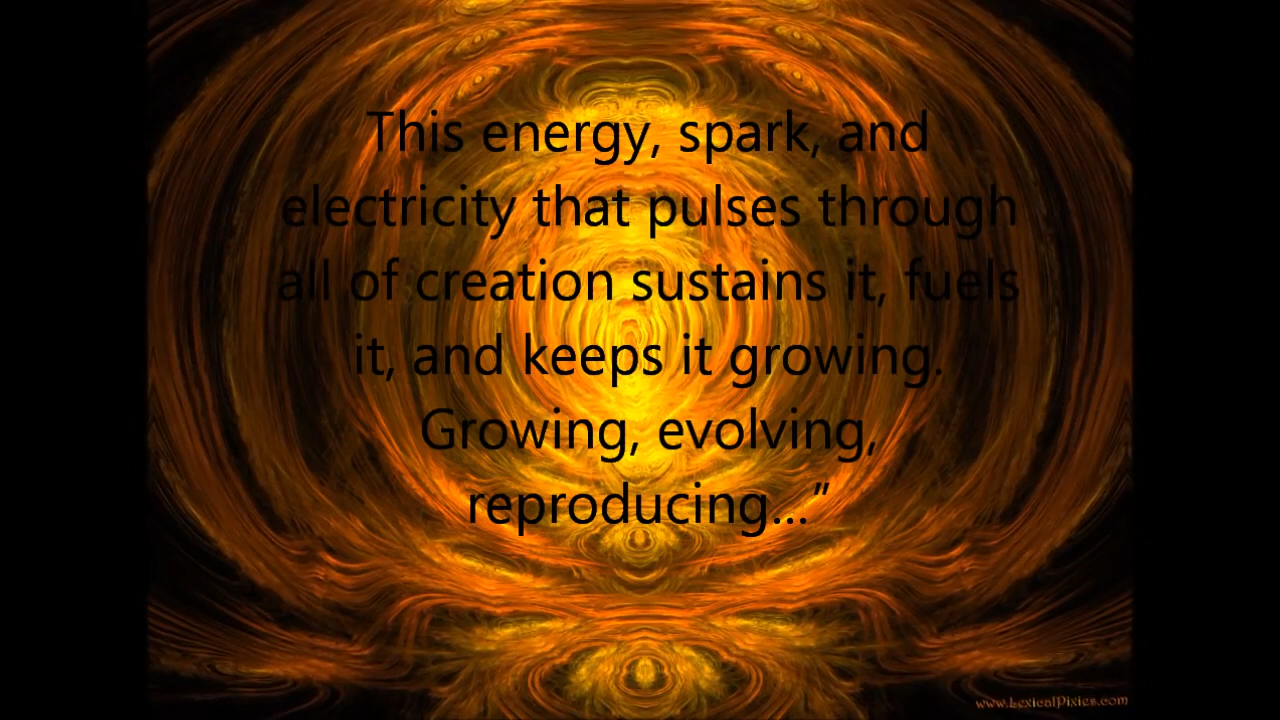 This energy, spark, and
electricity that pulses through
all of creation sustains it, fuels
it, and keeps it growing.
Growing, evolving,
reproducing...”
www.LexicalPixies.com